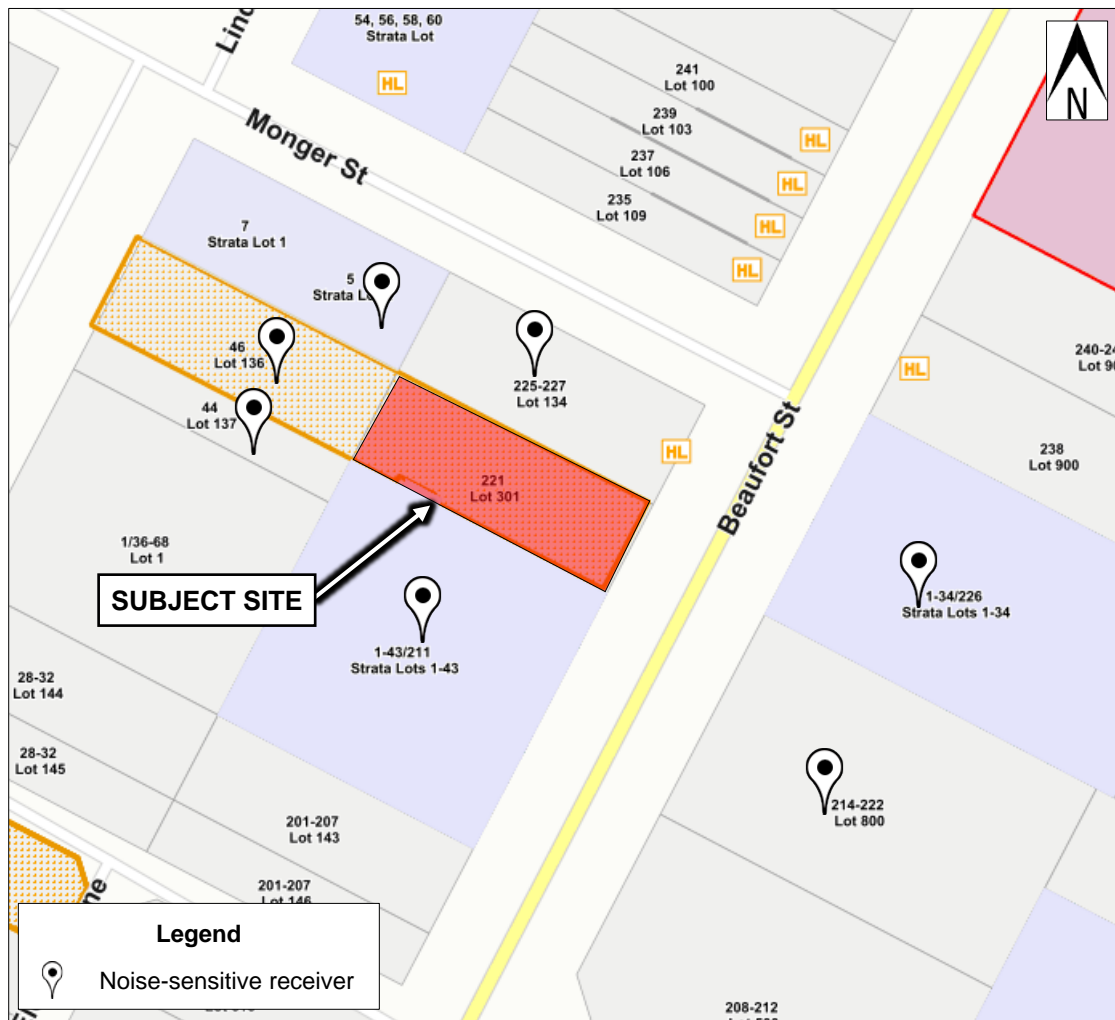 54, 56, 58, 60
Strata Lot
HL
N
241
Lot 100
239
Lot 103
HL
237
Lot 106
HL
235
Lot 109
HL
HL
Monger St
7
Strata Lot 1
5
46
Lot 136
44
Lot 137
225-227
Lot 134
HL
HL
Beaufort St
238
Lot 900
221
Lot 301
1/36-68
Lot 1
SUBJECT SITE
1-43/211
Strata Lots 1-43
1-34/226
Strata Lots 1-34
28-32
Lot 144
28-32
Lot 145
214-222
Lot 800
201-207
Lot 143
201-207
Lot 146
Legend
Noise-sensitive receiver
208-212